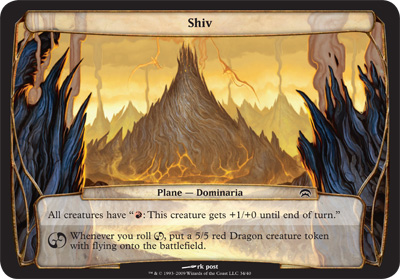 Shiv
Plane — Dominaria
All creatures have “: This creature gets +1/+0 until end of turn.”
Whenever you roll , put a 5/5 red Dragon creature token
with flying onto the battlefield.
rk post
™ & © 1993–2009 Wizards of the Coast LLC 34/40